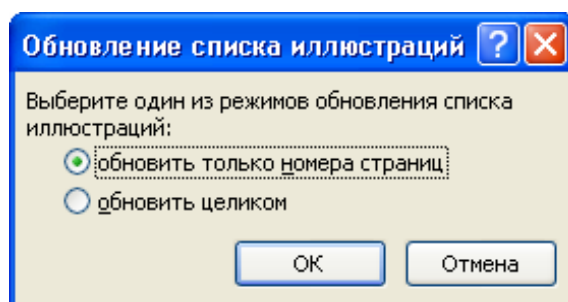 Обновление списка иллюстраций ?
Выберите один из режимов обновления списка
иллюстраций:
обновить только номера страниц
обновить целиком
ОК Отмена